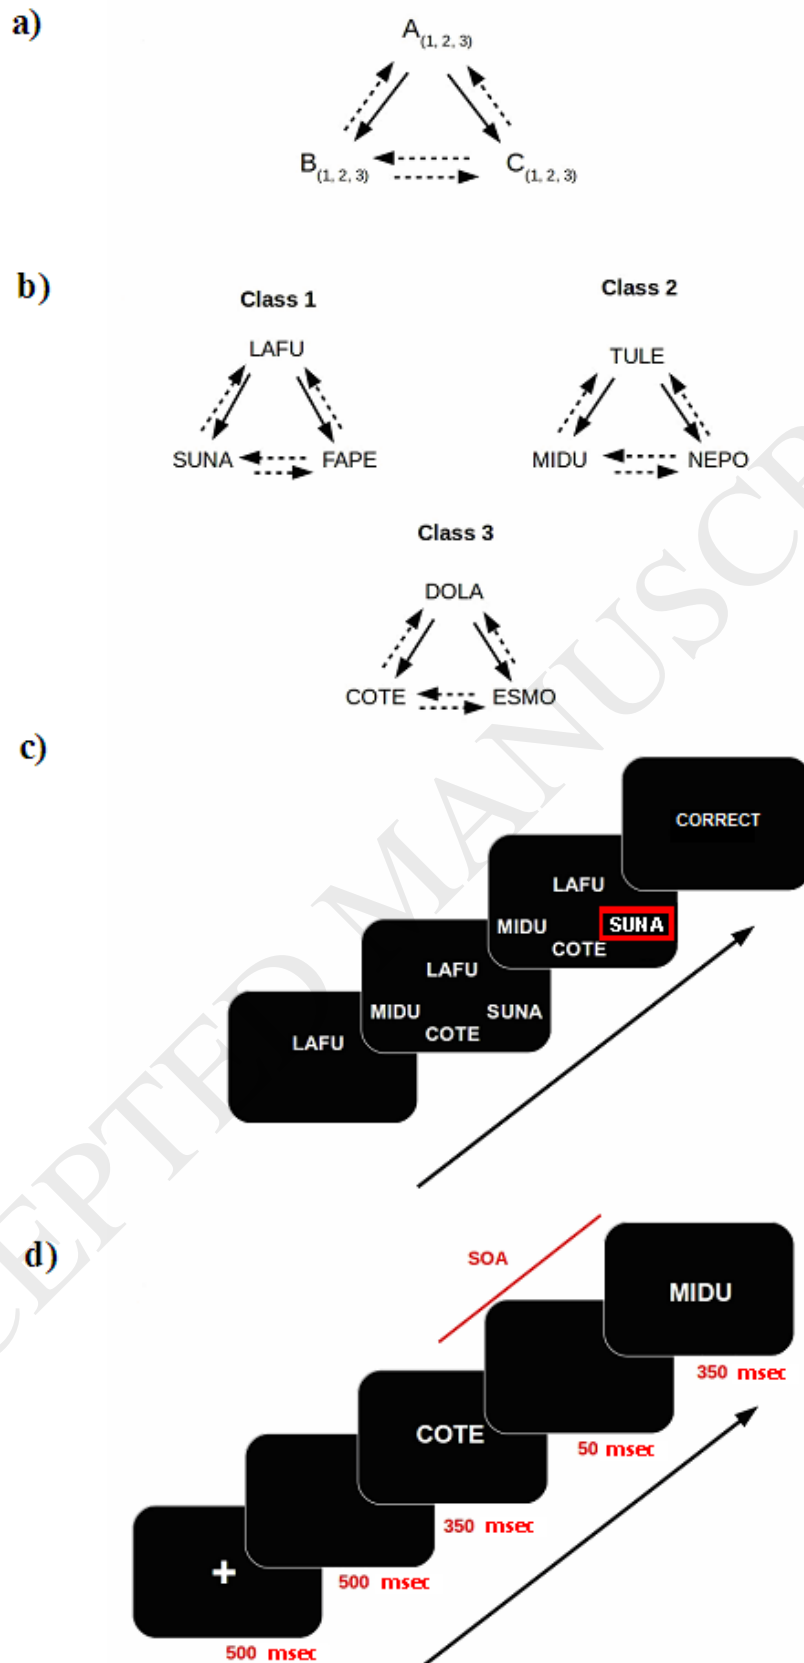 a)
A(1, 2, 3)
B(1, 2, 3) C(1, 2, 3)
b)
Class 1
LAFU
SUNA FAPE
Class 2
TULE
MIDU NEPO
Class 3
DOLA
COTE ESMO
c)
LAFU
LAFU
MIDU SUNA
COTE
LAFU
MIDU SUNA
COTE
CORRECT
d)
+
500 msec
500 msec
COTE
350 msec
50 msec
SOA
MIDU
350 msec
ACCEPTED MANUSCRIPT